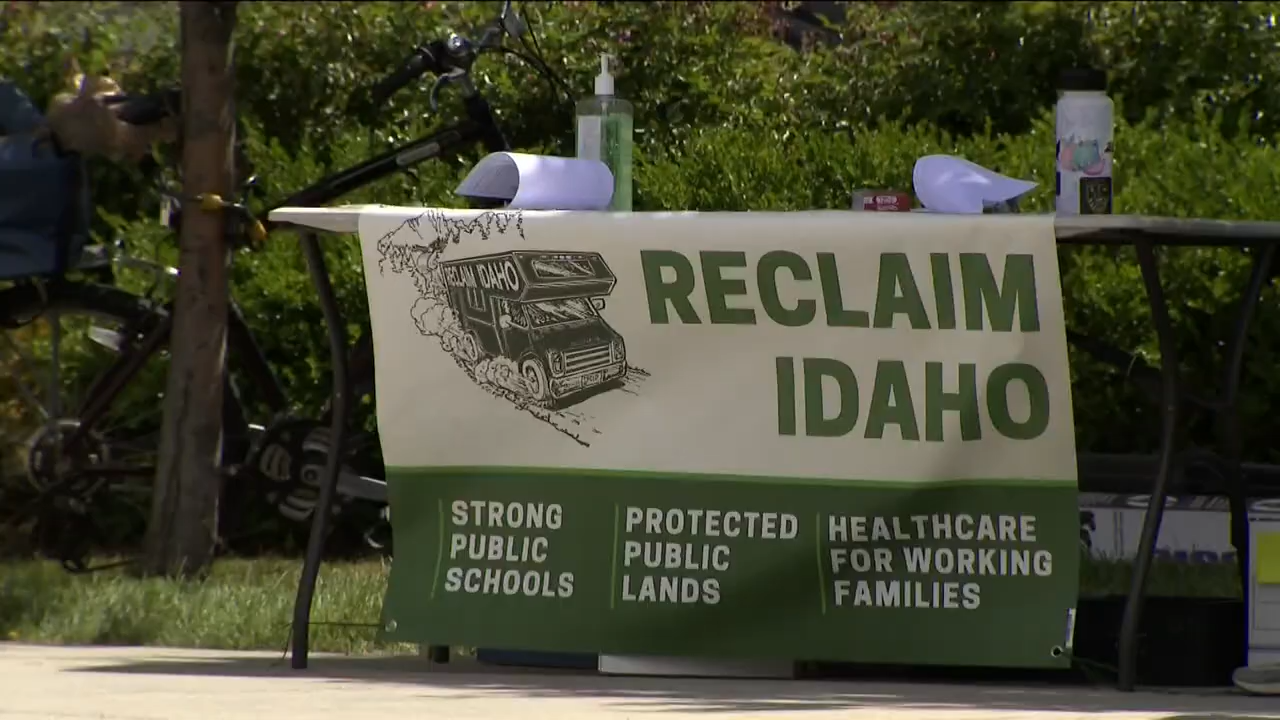 RECLAIM IDAHO
RECLAIM
IDAHO
STRONG
PUBLIC
SCHOOLS
PROTECTED
PUBLIC
LANDS
HEALTHCARE
FOR WORKING
FAMILIES